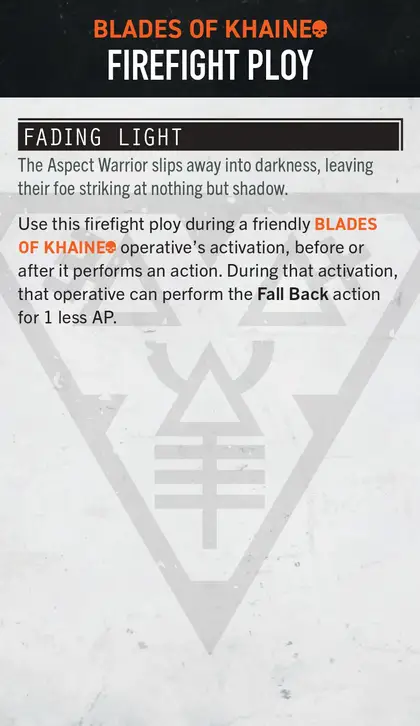 BLADES OF KHAINE
FIREFIGHT PLOY
FADING LIGHT
The Aspect Warrior slips away into darkness, leaving
their foe striking at nothing but shadow.
Use this firefight ploy during a friendly BLADES
OF KHAINE operative's activation, before or
after it performs an action. During that activation,
that operative can perform the Fall Back action
for 1 less AP.